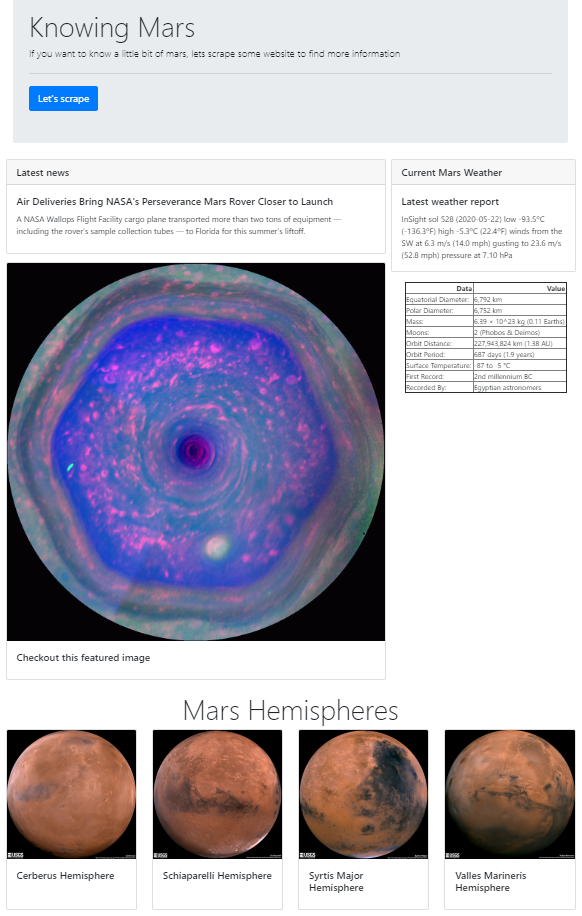 Knowing Mars
If you want to know a little bit of mars, lets scrape some website to find more information
Let's scrape
Latest news
Air Deliveries Bring NASA's Perseverance Mars Rover Closer to Launch
A NASA Wallops Flight Facility cargo plane transported more than two tons of equipment —
including the rover's sample collection tubes — to Florida for this summer's liftoff.
Current Mars Weather
Latest weather report
InSight sol 528 (2020-05-22) low -93.5ºC
(-136.3ºF) high -5.3ºC (22.4ºF) winds from the
SW at 6.3 m/s (14.0 mph) gusting to 23.6 m/s
(52.8 mph) pressure at 7.10 hPa
Data Value
Equatorial Diameter: 6,792 km
Polar Diameter: 6,752 km
Mass: 6.39 × 10^23 kg (0.11 Earths)
Moons: 2 (Phobos & Deimos)
Orbit Distance: 227,943,824 km (1.38 AU)
Orbit Period: 687 days (1.9 years)
Surface Temperature: -87 to -5 °C
First Record: 2nd millennium BC
Recorded By: Egyptian astronomers
Checkout this featured image
Mars Hemispheres
USGS
USGS
USGS
USGS
Cerberus Hemisphere
Schiaparelli Hemisphere
Syrtis Major
Hemisphere
Valles Marineris
Hemisphere